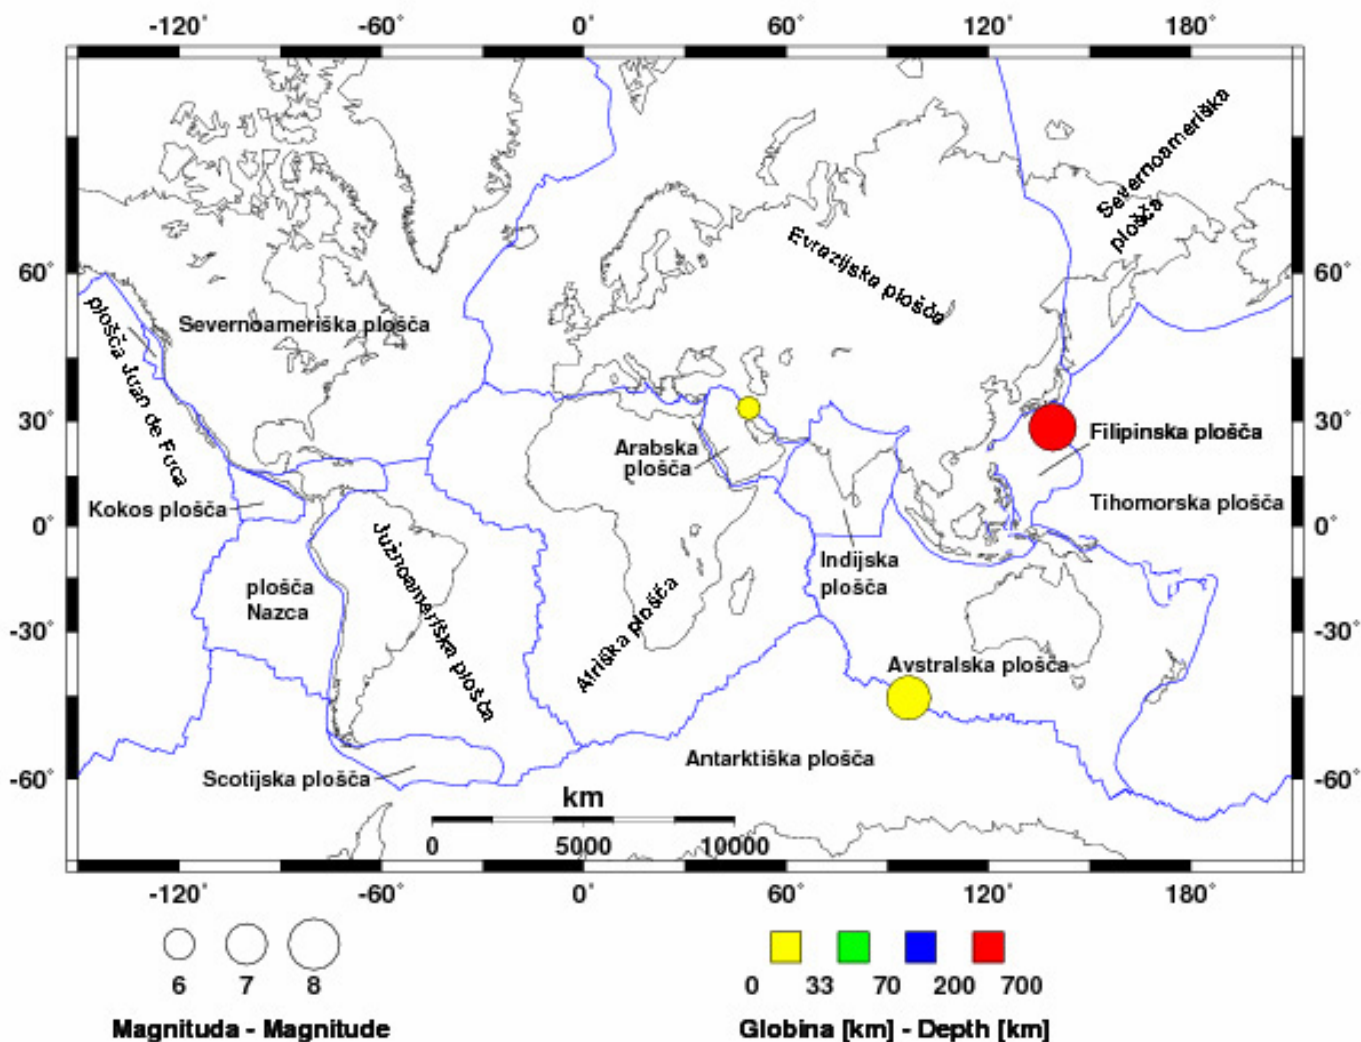 -120° -60° 0° 60° 120° 180°
Severnoameriška
plošča
Evrazijska plošča
60° 60°
plošča Juan de Fuca
Severnoameriška plošča
30° 30°
Filipinska plošča
Arabska
plošča
Tihomorska plošča
Kokos plošča
0° 0°
Južnoameriška plošča
Indijska
plošča
plošča
Nazca
Afriška plošča
-30° -30°
Avstralska plošča
Antarktiška plošča
Scotijska plošča
-60° -60°
km
0 5000 10000
-120° -60° 0° 60° 120° 180°
6 7 8
0 33 70 200 700
Magnituda - Magnitude
Globina [km] - Depth [km]